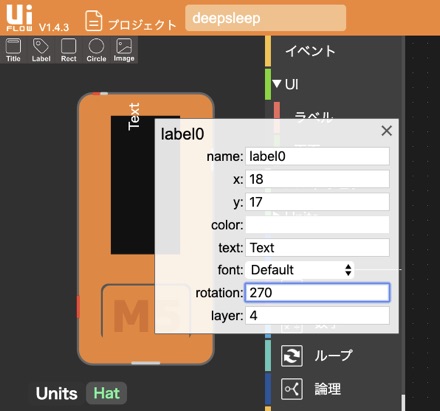 Ui
FLOW V1.4.3 プロジェクト deepsleep
Title Label Rect Circle Image
イベント
UI
ラベル
Text
label0
name: label0
x: 18
y: 17
color:
text: Text
font: Default
rotation: 270
layer: 4
M5
ループ
論理
Units Hat